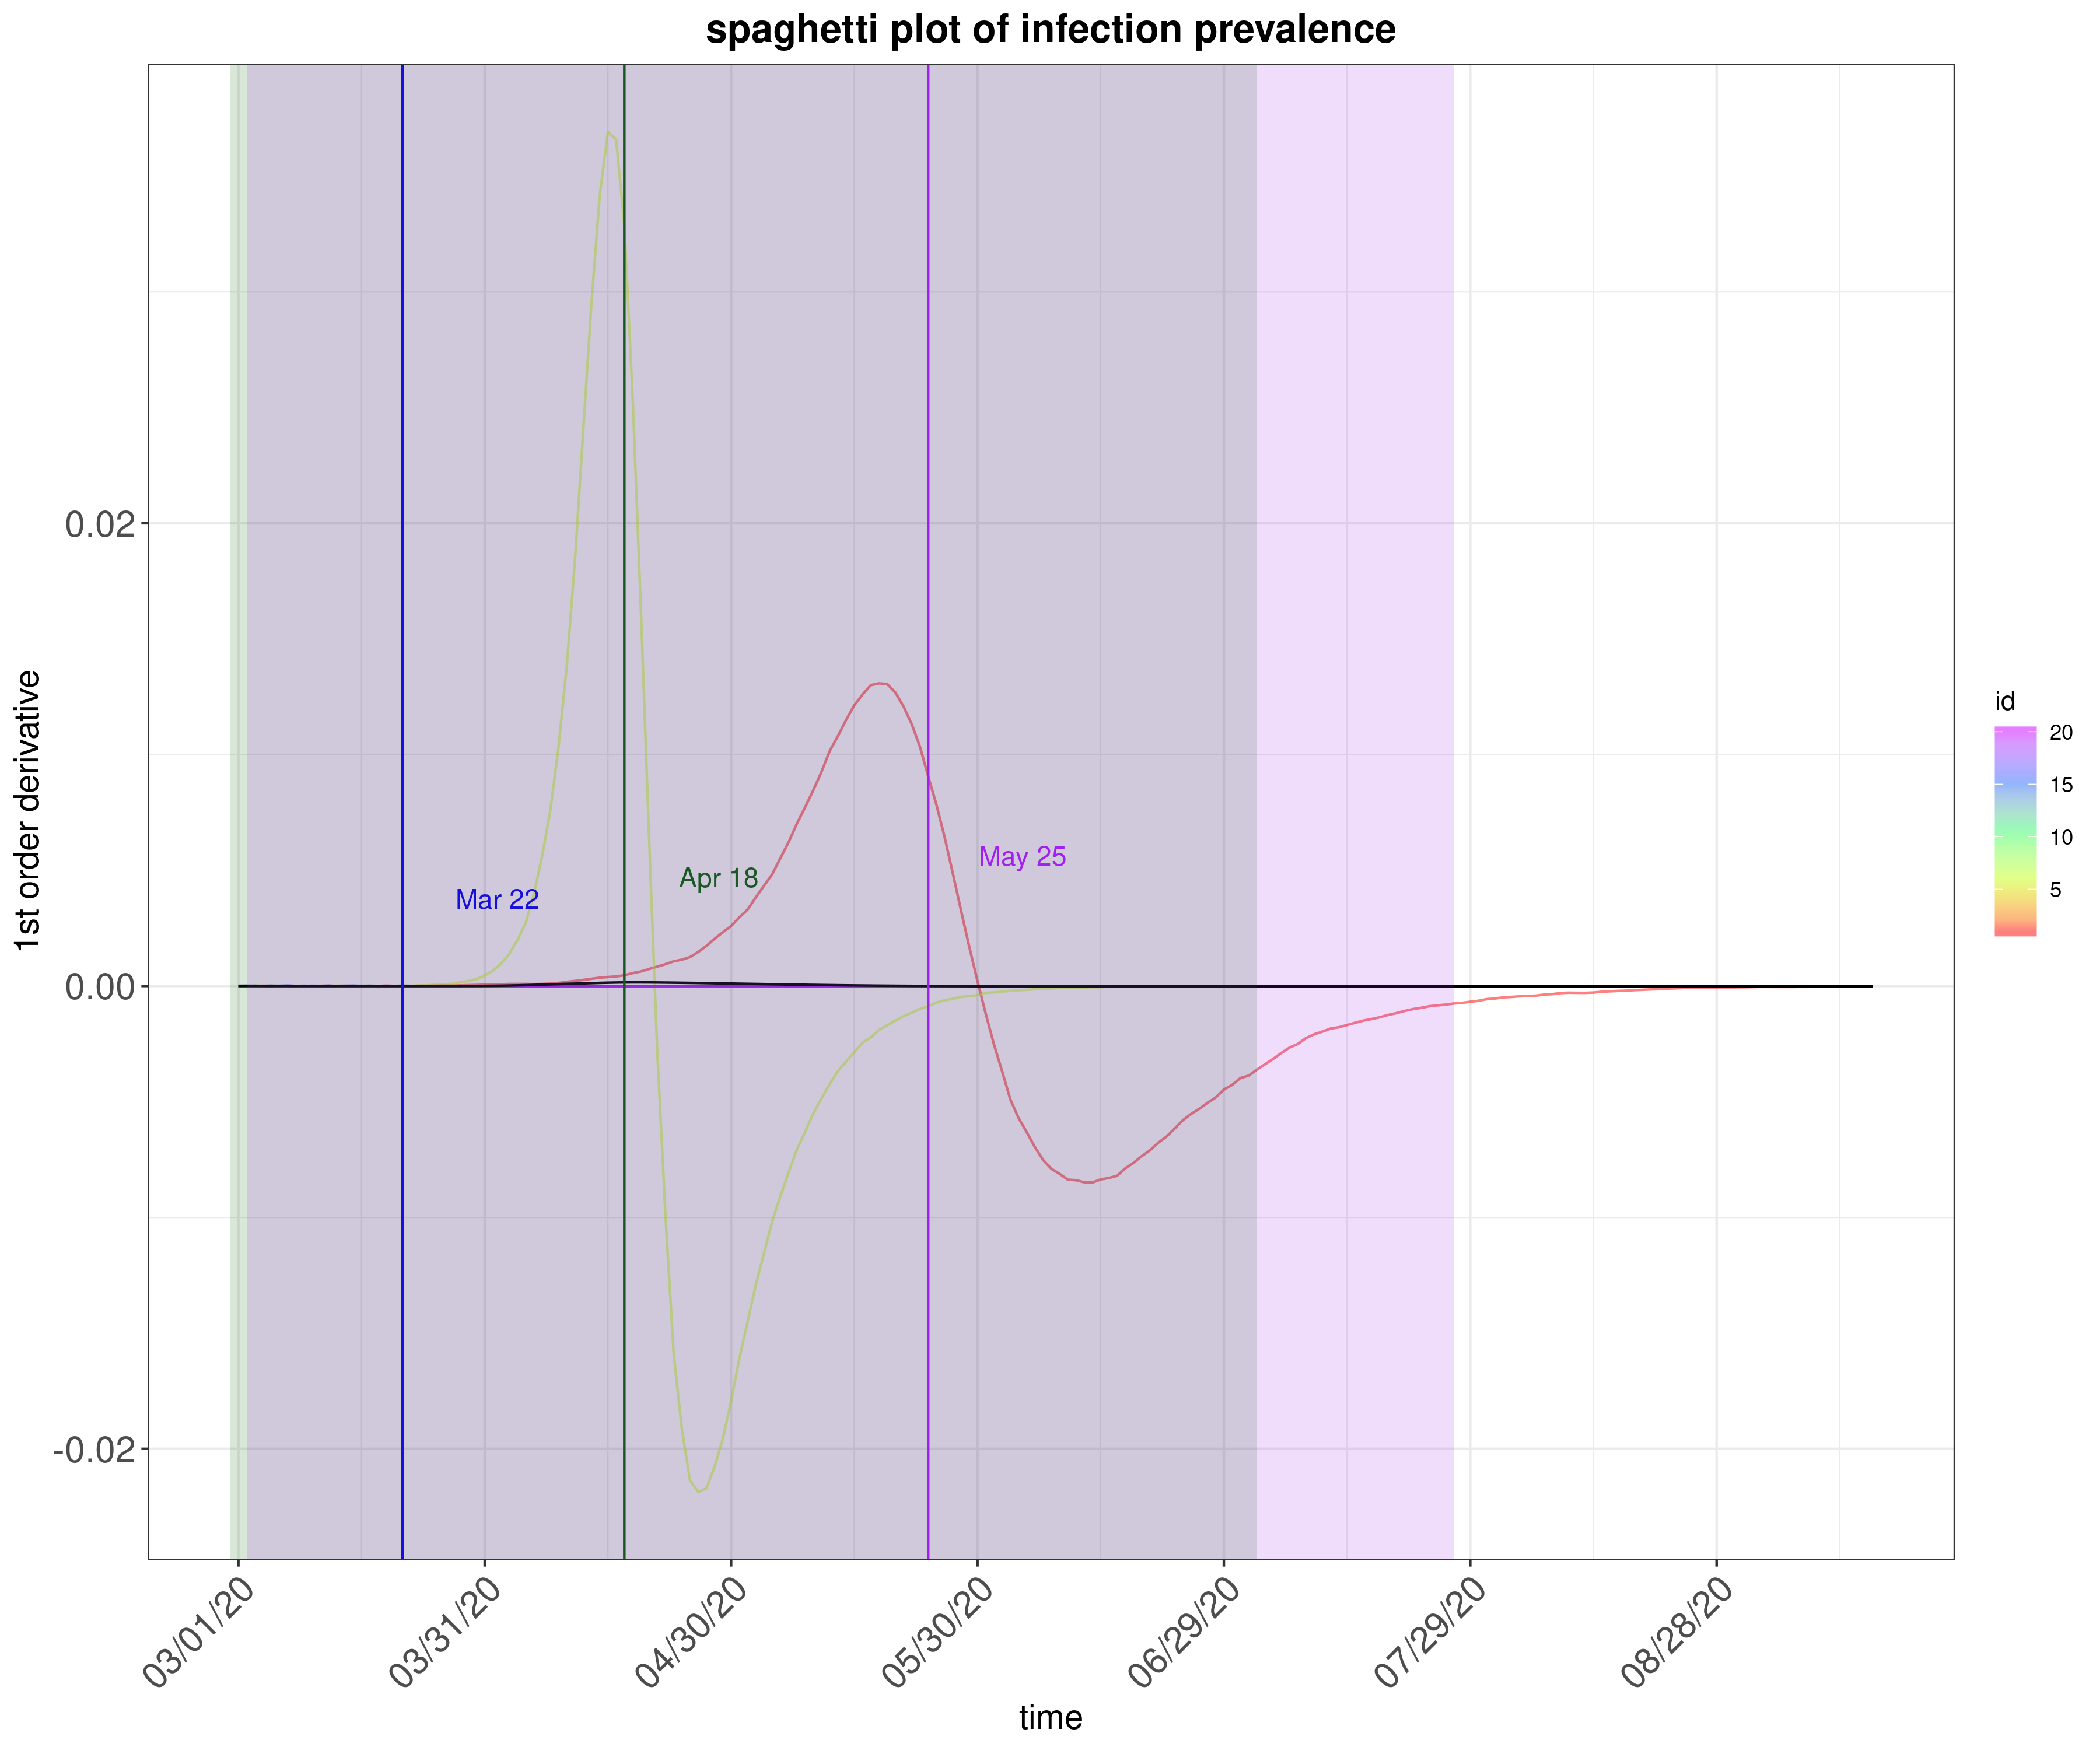 spaghetti plot of infection prevalence
1st order derivative
0.02
0.00
-0.02
Mar 22
Apr 18
May 25
id
20
15
10
5
03/01/20
03/31/20
04/30/20
05/30/20
06/29/20
07/29/20
08/28/20
time